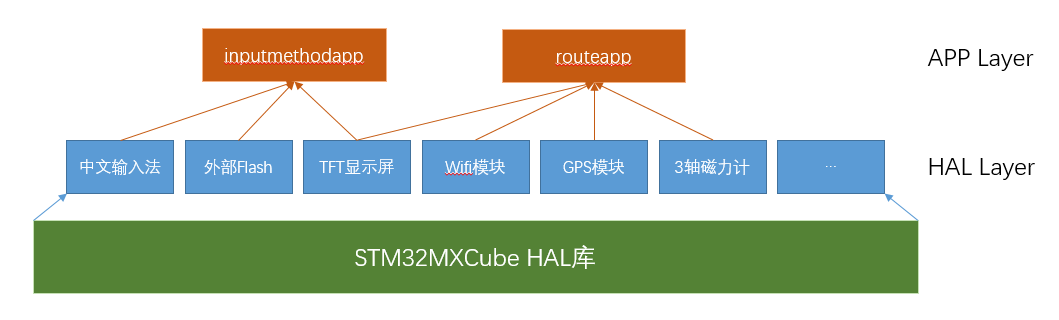 inputmethodapp
routeapp
APP Layer
中文输入法
外部Flash
TFT显示屏
Wifi模块
GPS模块
3轴磁力计
...
HAL Layer
STM32MXCube HAL库